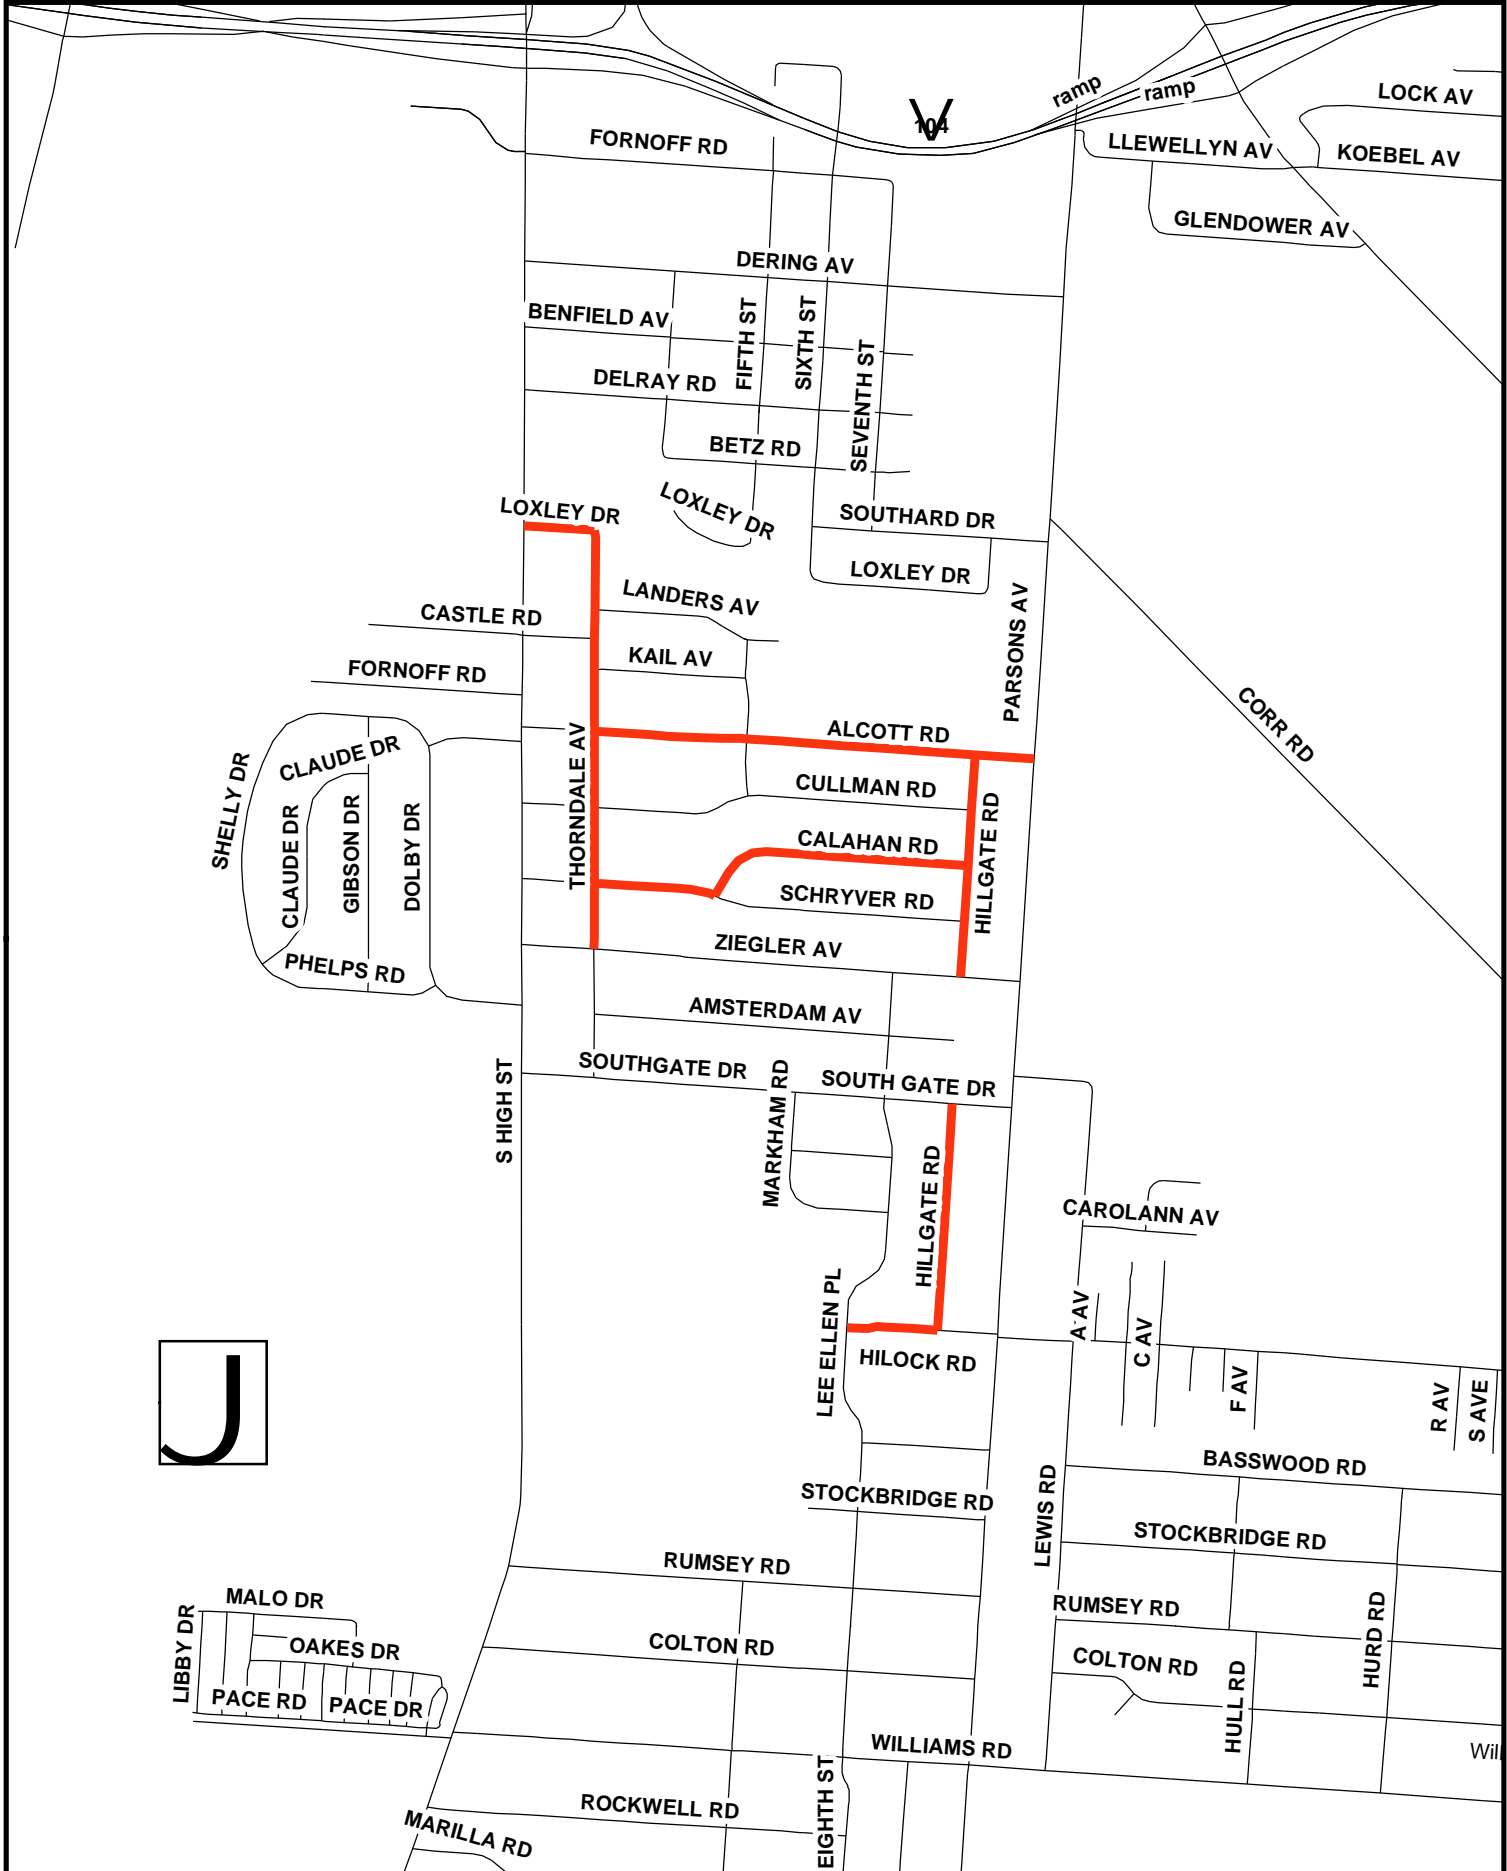 ramp
ramp
LOCK AV
V
104
FORNOFF RD
LLEWELLYN AV
KOEBEL AV
GLENDOWER AV
DERING AV
BENFIELD AV
FIFTH ST
SIXTH ST
SEVENTH ST
DELRAY RD
BETZ RD
LOXLEY DR
LOXLEY DR
SOUTHARD DR
LOXLEY DR
LANDERS AV
CASTLE RD
PARSONS AV
KAIL AV
FORNOFF RD
CORR RD
ALCOTT RD
THORNDALE AV
CLAUDE DR
SHELLY DR
CULLMAN RD
HILLGATE RD
CLAUDE DR
GIBSON DR
DOLBY DR
CALAHAN RD
SCHRYVER RD
ZIEGLER AV
PHELPS RD
AMSTERDAM AV
SOUTHGATE DR
S HIGH ST
MARKHAM RD
SOUTH GATE DR
HILLGATE RD
CAROLANN AV
LEE ELLEN PL
A AV
C AV
HILOCK RD
F AV
R AV
S AVE
J
BASSWOOD RD
STOCKBRIDGE RD
LEWIS RD
STOCKBRIDGE RD
RUMSEY RD
MALO DR
RUMSEY RD
HURD RD
LIBBY DR
OAKES DR
COLTON RD
COLTON RD
HULL RD
PACE RD
PACE DR
WILLIAMS RD
Will
EIGHTH ST
ROCKWELL RD
MARILLA RD